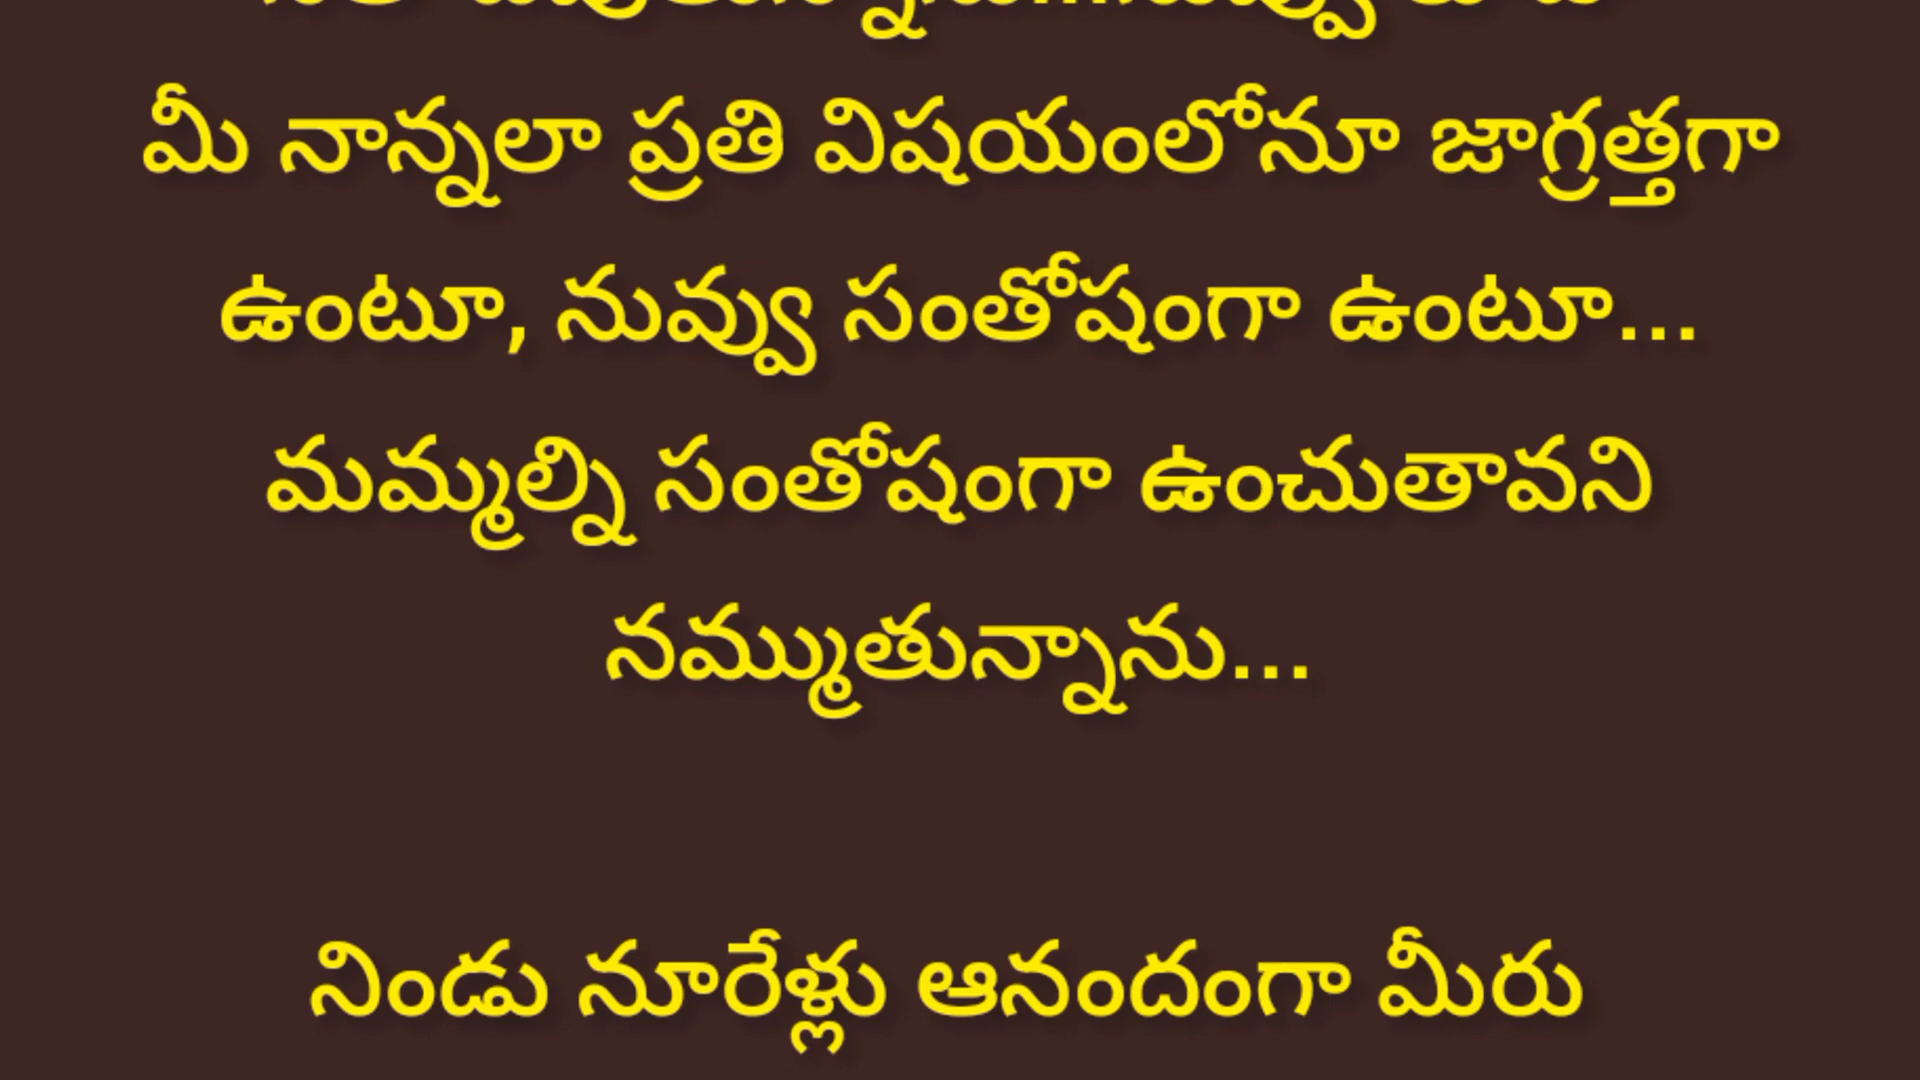 మీ నాన్నలా ప్రతి విషయంలోనూ జాగ్రత్తగా
ఉంటూ, నువ్వు సంతోషంగా ఉంటూ...
మమ్మల్ని సంతోషంగా ఉంచుతావని
నమ్ముతున్నాను...
నిండు నూరేళ్లు ఆనందంగా మీరు